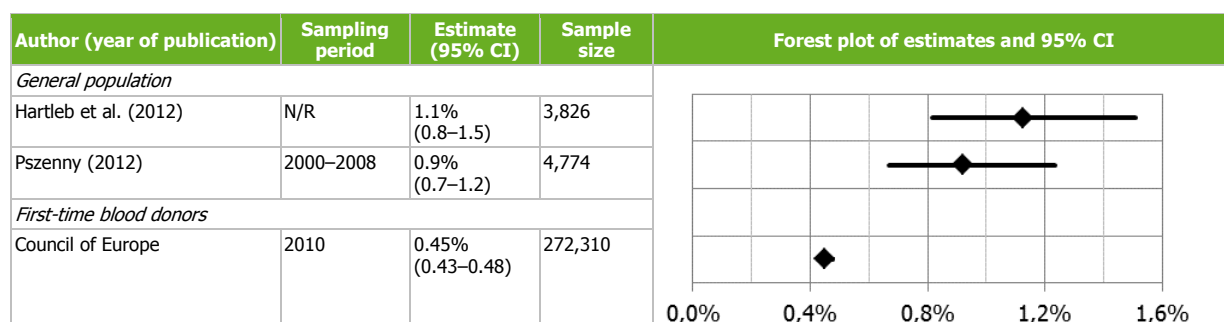 Author (year of publication) Sampling period Estimate (95% CI) Sample size Forest plot of estimates and 95% CI
General population
Hartleb et al. (2012) N/R 1.1% (0.8–1.5) 3,826
Pszenny (2012) 2000–2008 0.9% (0.7–1.2) 4,774
First-time blood donors
Council of Europe 2010 0.45% (0.43–0.48) 272,310
0,0% 0,4% 0,8% 1,2% 1,6%